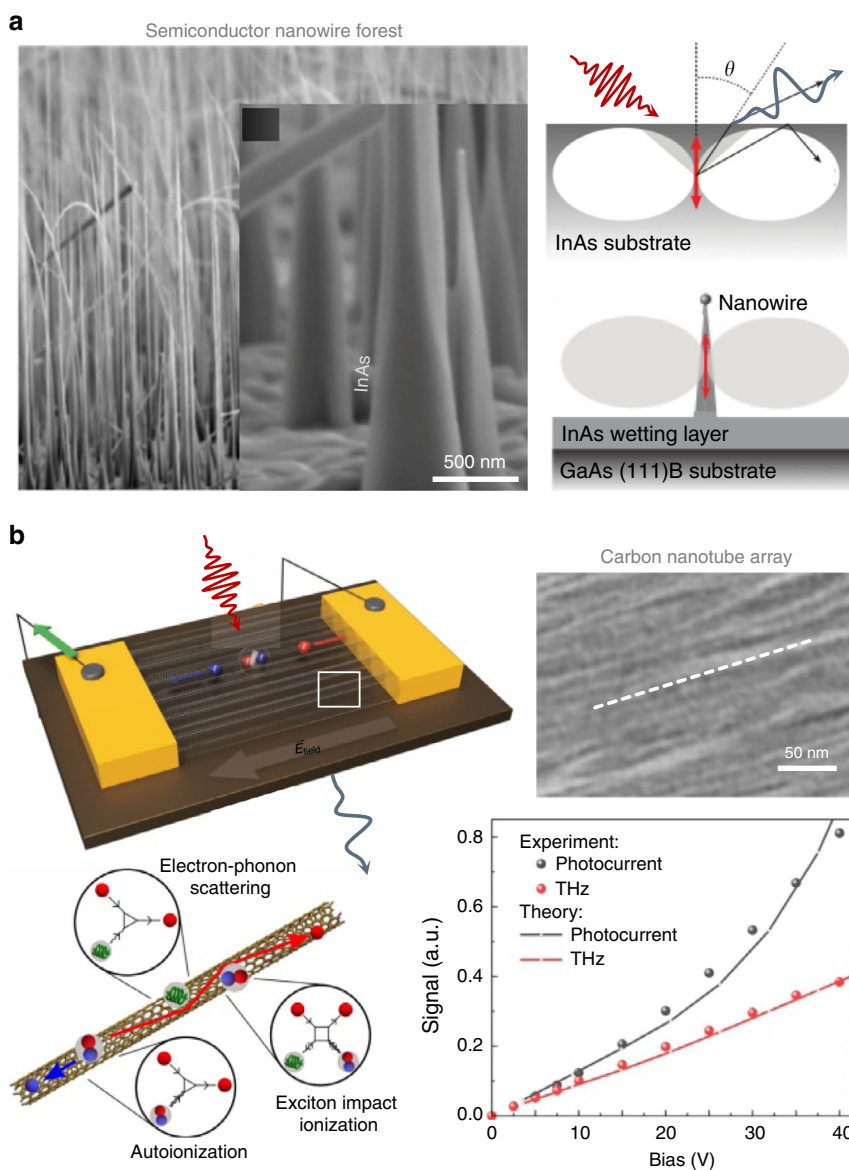 a
Semiconductor nanowire forest
InAs
500 nm
θ
InAs substrate
Nanowire
InAs wetting layer
GaAs (111)B substrate
b
E⃗field
Carbon nanotube array
50 nm
Electron-phonon
scattering
Autoionization
Exciton impact
ionization
Signal (a.u.)
0.8
0.6
0.4
0.2
0.0
Experiment:
Photocurrent
THz
Theory:
Photocurrent
THz
0 10 20 30 40
Bias (V)